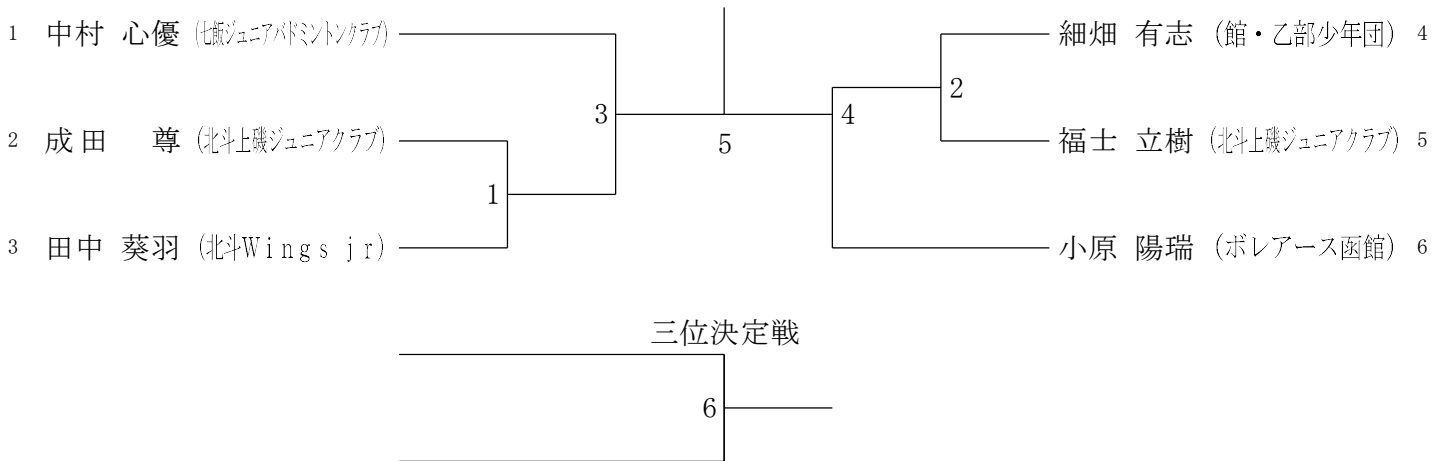 1 中村 心優 (七飯ジュニアバドミントンクラブ)
2 成田 尊 (北斗上磯ジュニアクラブ)
3 田中 葵羽 (北斗Wings jr)
3
1
5
4
2
細畑 有志 (館・乙部少年団) 4
福士 立樹 (北斗上磯ジュニアクラブ) 5
小原 陽瑞 (ボレアース函館) 6
三位決定戦
6